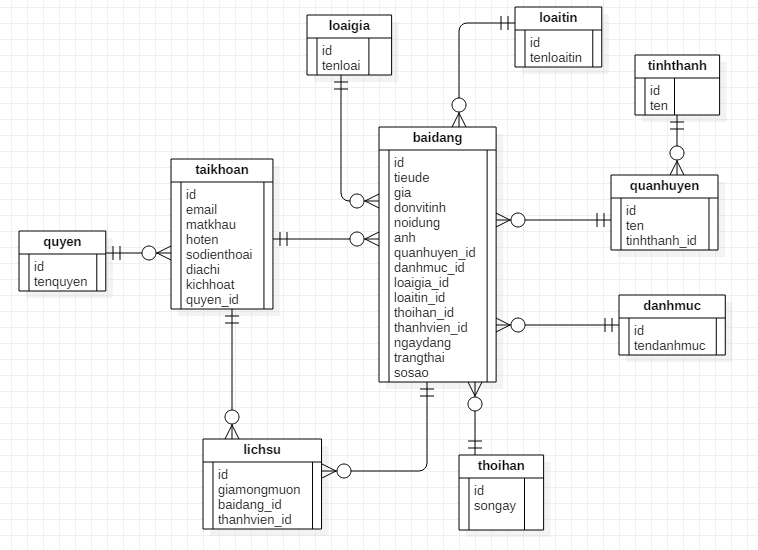 loaigia
id
tenloai
loaitin
id
tenloaitin
tinhthanh
id
ten
baidang
id
tieude
gia
donvitinh
noidung
anh
quanhuyen_id
danhmuc_id
loaigia_id
loaitin_id
thoihan_id
thanhvien_id
ngaydang
trangthai
sosao
taikhoan
id
email
matkhau
hoten
sodienthoai
diachi
kichhoat
quyen_id
quanhuyen
id
ten
tinhthanh_id
quyen
id
tenquyen
danhmuc
id
tendanhmuc
lichsu
id
giamongmuon
baidang_id
thanhvien_id
thoihan
id
songay